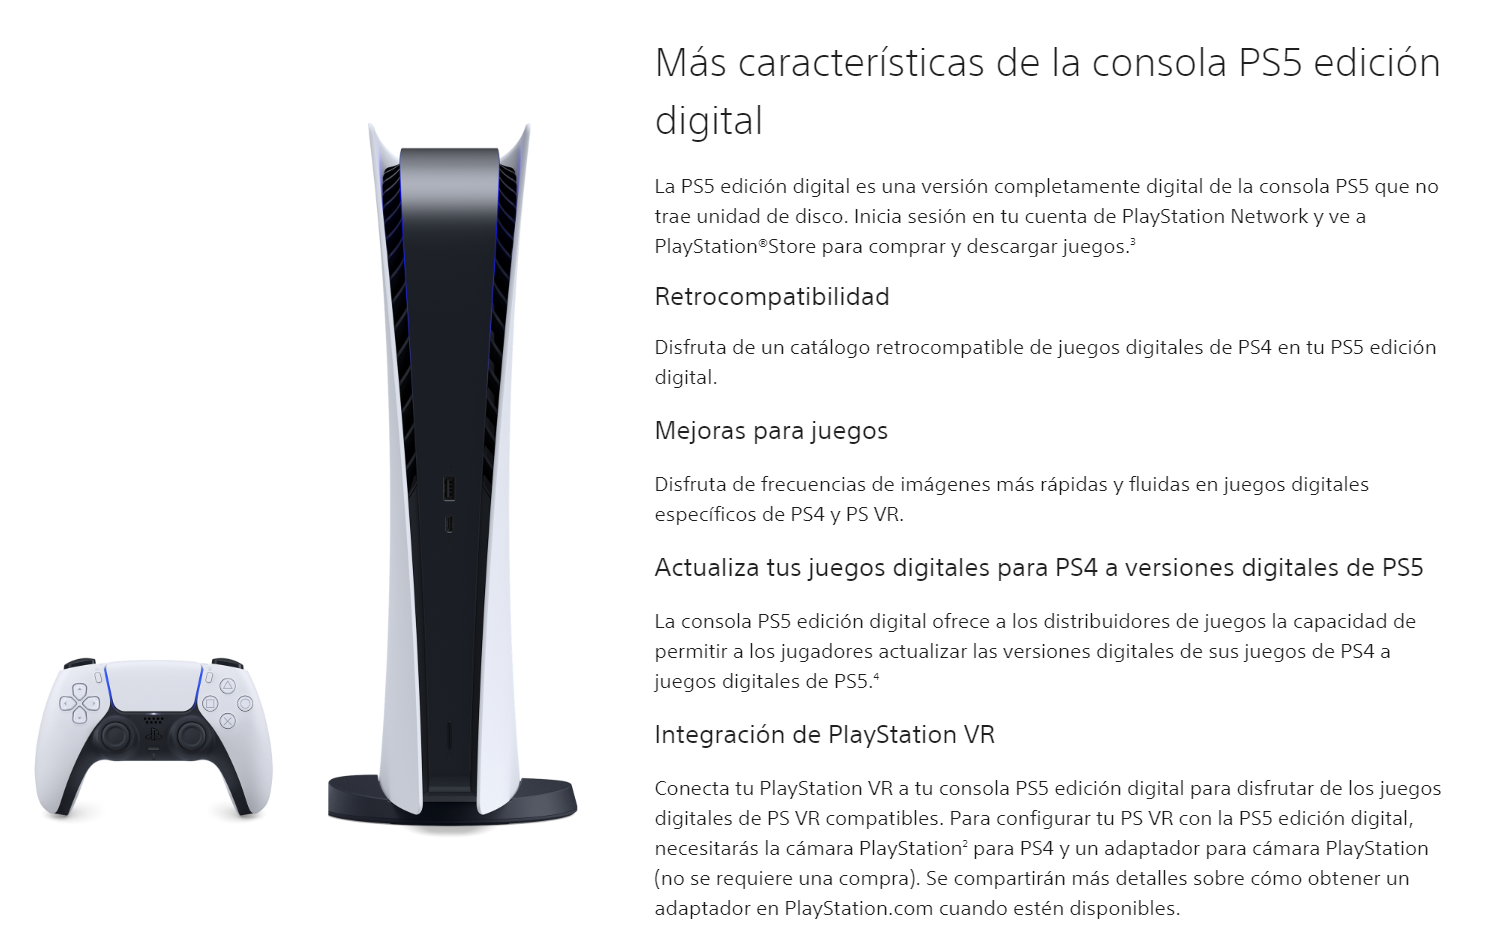 Más características de la consola PS5 edición
digital
La PS5 edición digital es una versión completamente digital de la consola PS5 que no
trae unidad de disco. Inicia sesión en tu cuenta de PlayStation Network y ve a
PlayStation®Store para comprar y descargar juegos.³
Retrocompatibilidad
Disfruta de un catálogo retrocompatible de juegos digitales de PS4 en tu PS5 edición
digital.
Mejoras para juegos
Disfruta de frecuencias de imágenes más rápidas y fluidas en juegos digitales
específicos de PS4 y PS VR.
Actualiza tus juegos digitales para PS4 a versiones digitales de PS5
La consola PS5 edición digital ofrece a los distribuidores de juegos la capacidad de
permitir a los jugadores actualizar las versiones digitales de sus juegos de PS4 a
juegos digitales de PS5.⁴
Integración de PlayStation VR
Conecta tu PlayStation VR a tu consola PS5 edición digital para disfrutar de los juegos
digitales de PS VR compatibles. Para configurar tu PS VR con la PS5 edición digital,
necesitarás la cámara PlayStation² para PS4 y un adaptador para cámara PlayStation
(no se requiere una compra). Se compartirán más detalles sobre cómo obtener un
adaptador en PlayStation.com cuando estén disponibles.